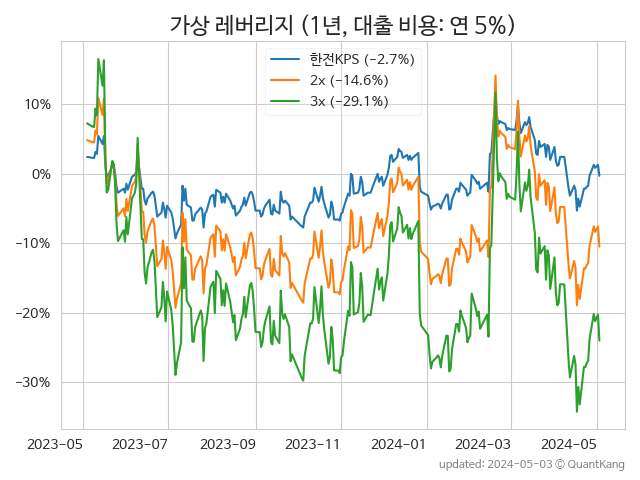 가상 레버리지 (1년, 대출 비용: 연 5%)
한전KPS (−2.7%)
2x (−14.6%)
3x (−29.1%)
10%
0%
−10%
−20%
−30%
2023-05 2023-07 2023-09 2023-11 2024-01 2024-03 2024-05
updated: 2024-05-03 © QuantKang